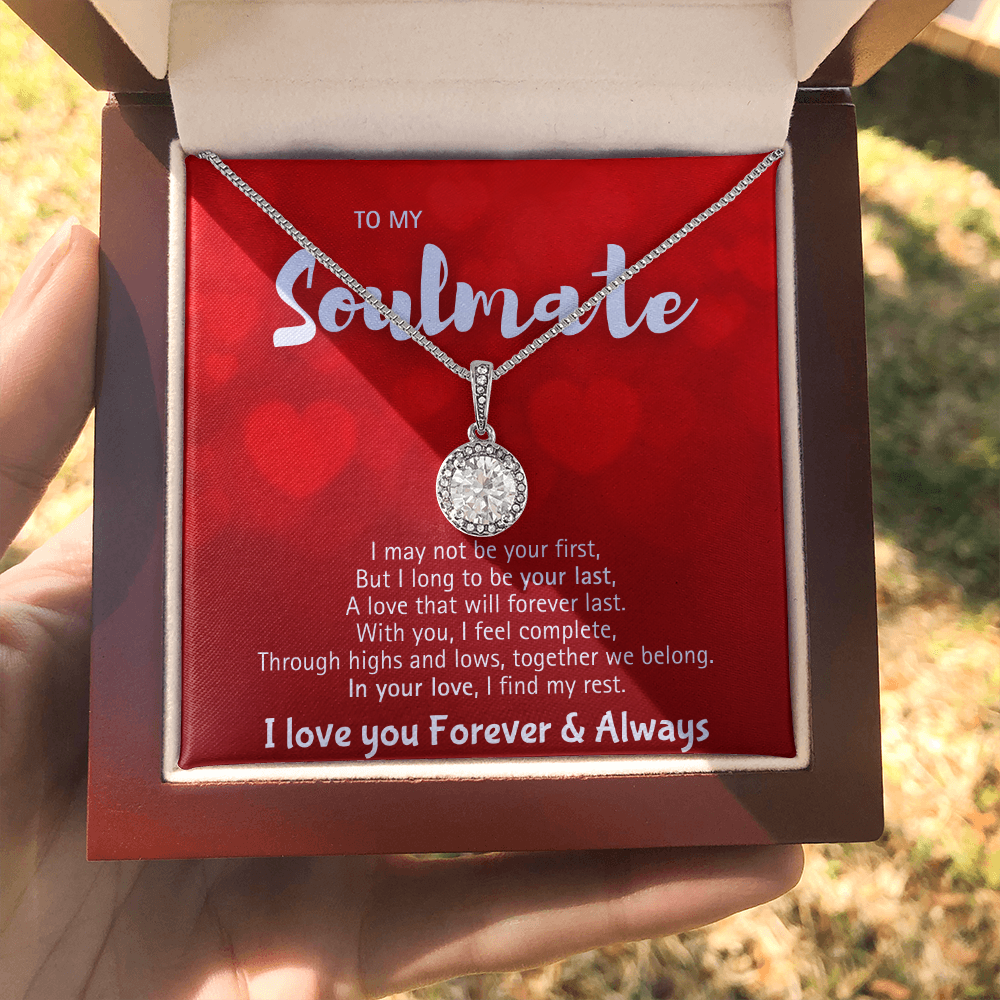 TO MY
Soulmate
I may not be your first,
But I long to be your last,
A love that will forever last.
With you, I feel complete,
Through highs and lows, together we belong.
In your love, I find my rest.
I love you Forever & Always